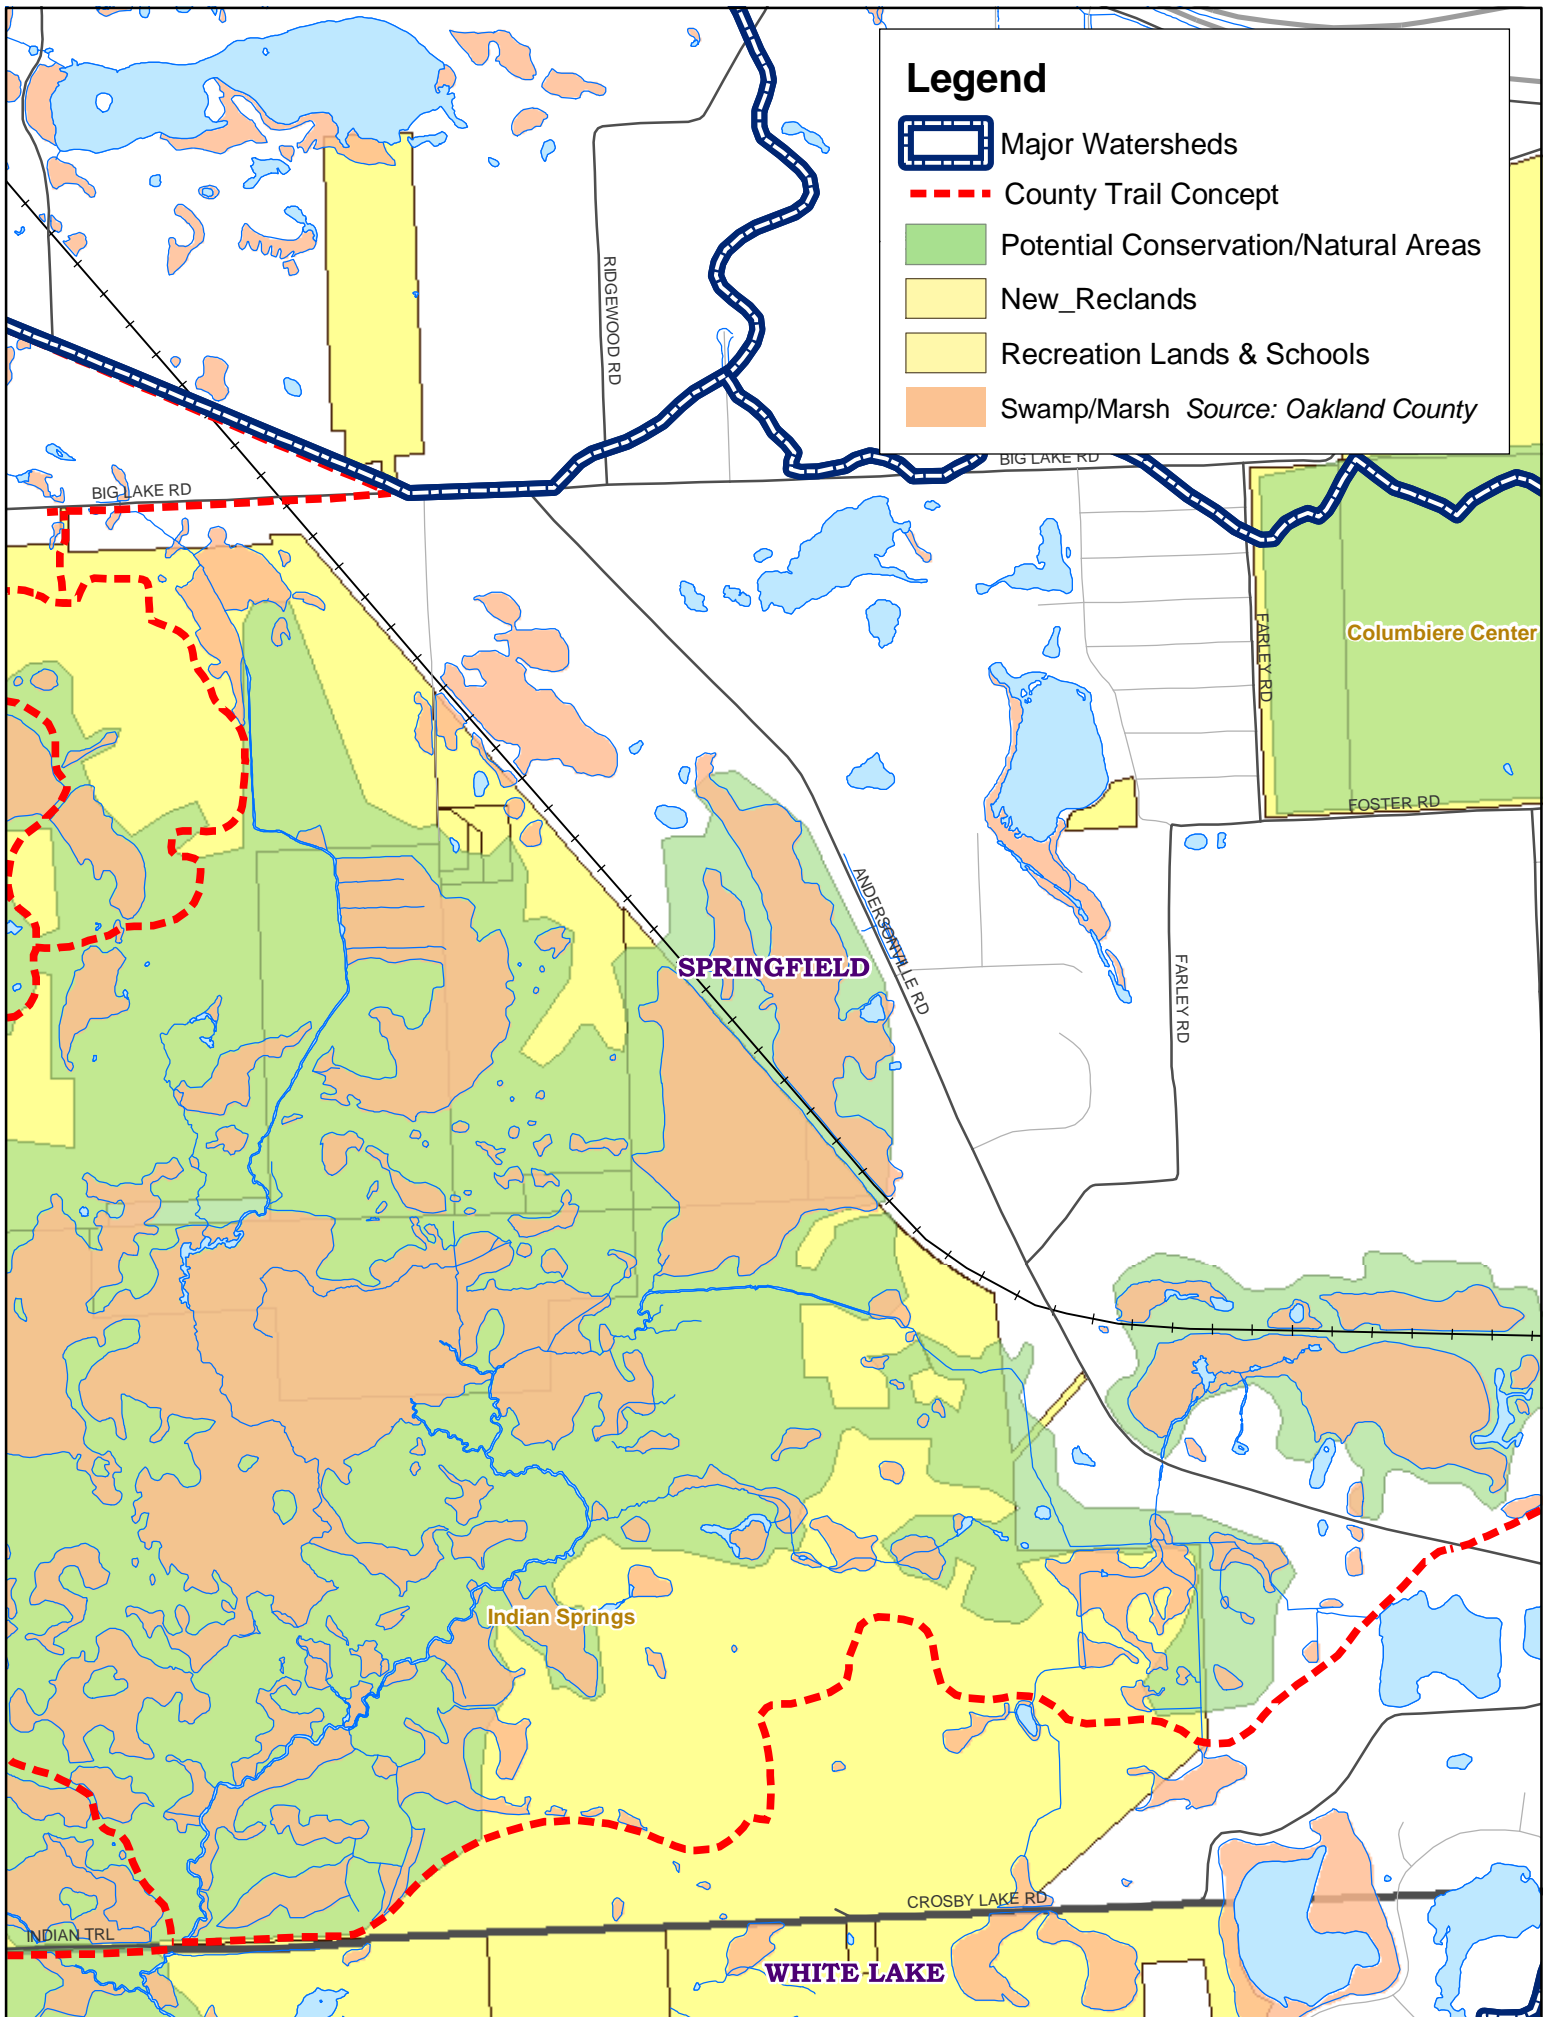 Legend
Major Watersheds
County Trail Concept
Potential Conservation/Natural Areas
New_Reclands
Recreation Lands & Schools
Swamp/Marsh Source: Oakland County
RIDGEWOOD RD
BIG LAKE RD
BIG LAKE RD
FARLEY RD
Columbiere Center
FOSTER RD
ANDERSONVILLE RD
SPRINGFIELD
FARLEY RD
Indian Springs
CROSBY LAKE RD
INDIAN TRL
WHITE LAKE